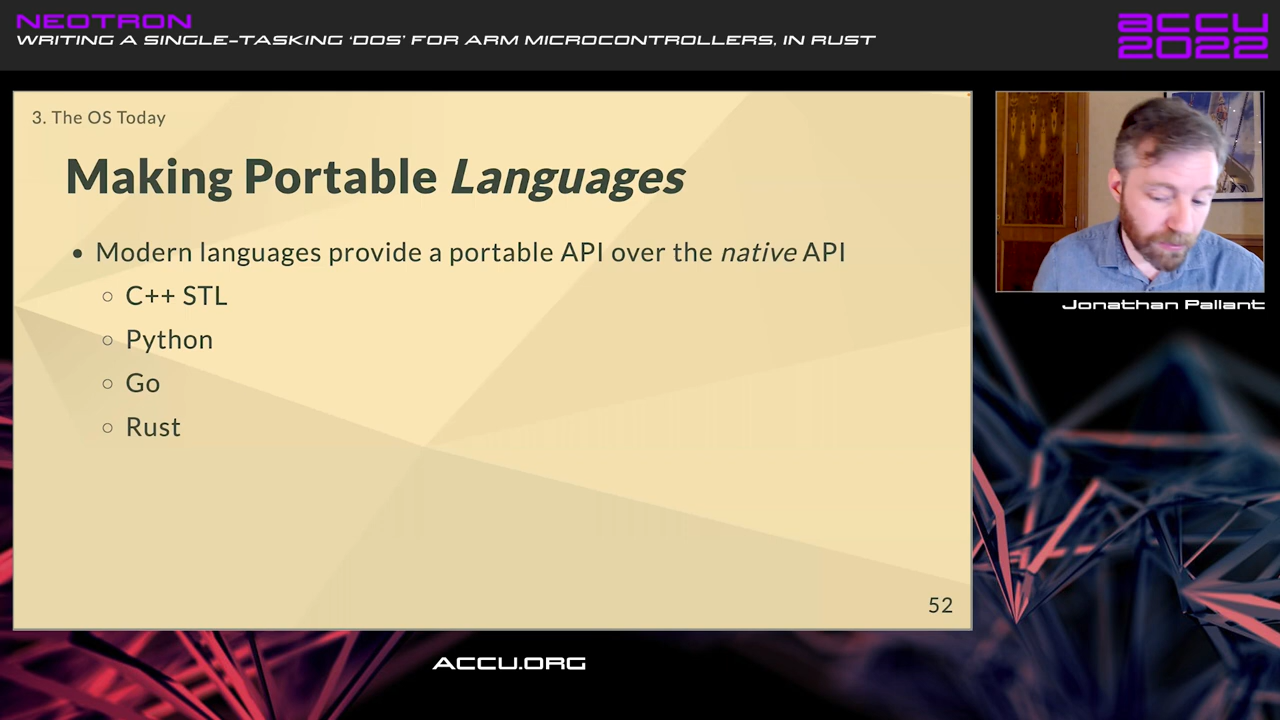 NEOTRON
WRITING A SINGLE-TASKING 'DOS' FOR ARM MICROCONTROLLERS, IN RUST
ACCU
2022
3. The OS Today
Making Portable Languages
• Modern languages provide a portable API over the native API
○ C++ STL
○ Python
○ Go
○ Rust
52
Jonathan Pallant
ACCU.ORG